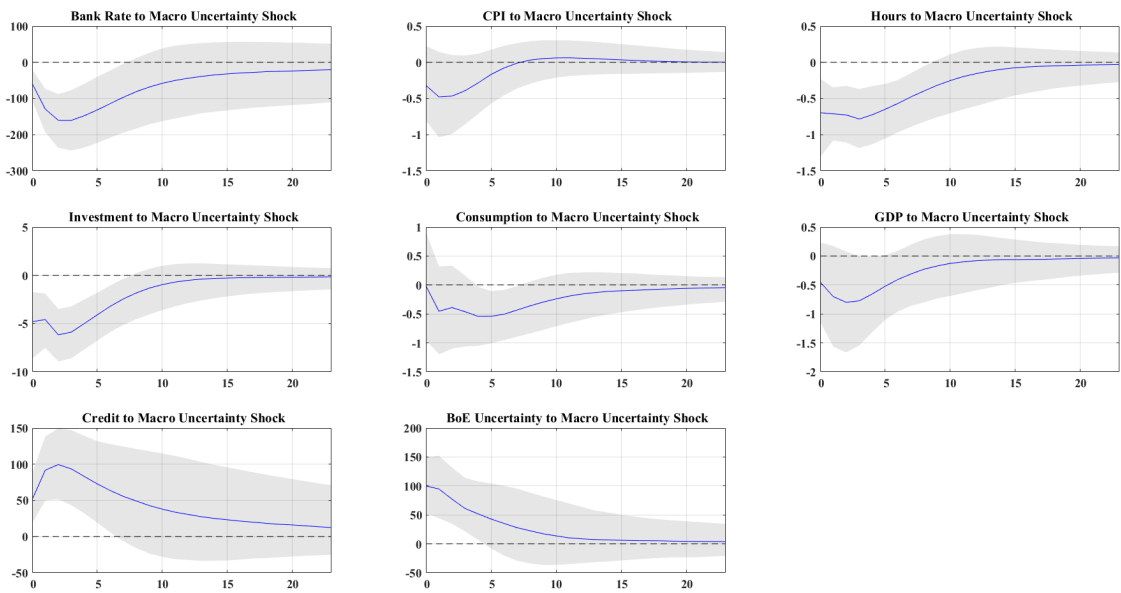 Bank Rate to Macro Uncertainty Shock
100
0
-100
-200
-300
0 5 10 15 20
CPI to Macro Uncertainty Shock
0.5
0
-0.5
-1
-1.5
0 5 10 15 20
Hours to Macro Uncertainty Shock
0.5
0
-0.5
-1
-1.5
0 5 10 15 20
Investment to Macro Uncertainty Shock
5
0
-5
-10
0 5 10 15 20
Consumption to Macro Uncertainty Shock
1
0.5
0
-0.5
-1
-1.5
0 5 10 15 20
GDP to Macro Uncertainty Shock
0.5
0
-0.5
-1
-1.5
-2
0 5 10 15 20
Credit to Macro Uncertainty Shock
150
100
50
0
-50
0 5 10 15 20
BoE Uncertainty to Macro Uncertainty Shock
200
150
100
50
0
-50
0 5 10 15 20